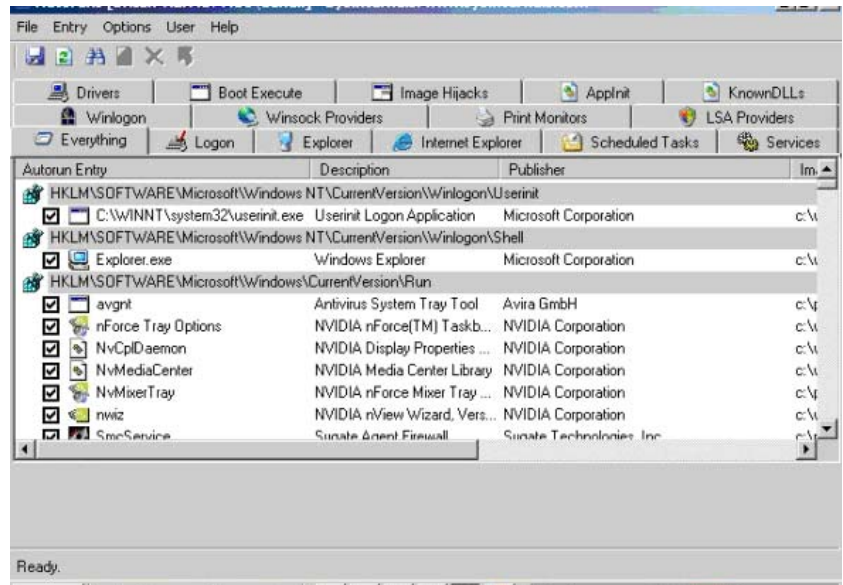 File Entry Options User Help
Drivers Boot Execute Image Hijacks AppInit KnownDLLs
Winlogon Winsock Providers Print Monitors LSA Providers
Everything Logon Explorer Internet Explorer Scheduled Tasks Services
Autorun Entry Description Publisher
HKLM\SOFTWARE\Microsoft\Windows NT\CurrentVersion\Winlogon\Userinit
C:\WINNT\system32\userinit.exe Userinit Logon Application Microsoft Corporation
HKLM\SOFTWARE\Microsoft\Windows NT\CurrentVersion\Winlogon\Shell
Explorer.exe Windows Explorer Microsoft Corporation
HKLM\SOFTWARE\Microsoft\Windows\CurrentVersion\Run
avgnt Antivirus System Tray Tool Avira GmbH
nForce Tray Options NVIDIA nForce(TM) Taskb... NVIDIA Corporation
NvCplDaemon NVIDIA Display Properties ... NVIDIA Corporation
NvMediaCenter NVIDIA Media Center Library NVIDIA Corporation
NvMixerTray NVIDIA nForce Mixer Tray ... NVIDIA Corporation
nwiz NVIDIA nView Wizard, Vers... NVIDIA Corporation
SmcService Sygate Agent Firewall Sygate Technologies, Inc.
Ready.